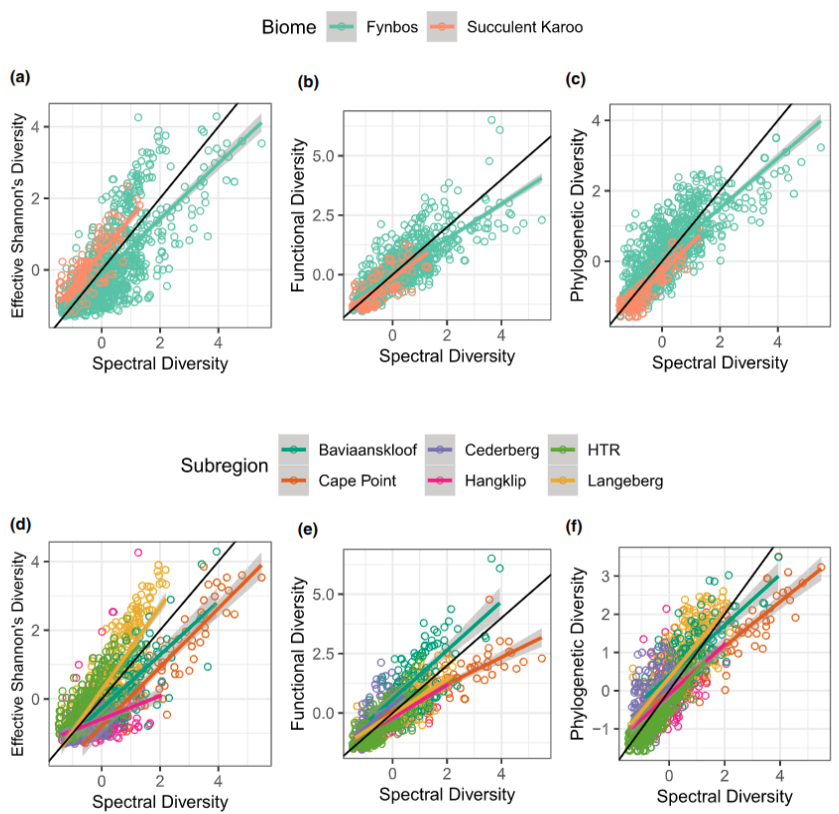 Biome Fynbos Succulent Karoo
(a) (b) (c)
Effective Shannon's Diversity
4
2
0
0 2 4
Spectral Diversity
Functional Diversity
5.0
2.5
0.0
0 2 4
Spectral Diversity
Phylogenetic Diversity
4
2
0
0 2 4
Spectral Diversity
Subregion
Baviaanskloof Cederberg HTR
Cape Point Hangklip Langeberg
(d) (e) (f)
Effective Shannon's Diversity
4
2
0
0 2 4
Spectral Diversity
Functional Diversity
5.0
2.5
0.0
0 2 4
Spectral Diversity
Phylogenetic Diversity
3
2
1
0
−1
0 2 4
Spectral Diversity